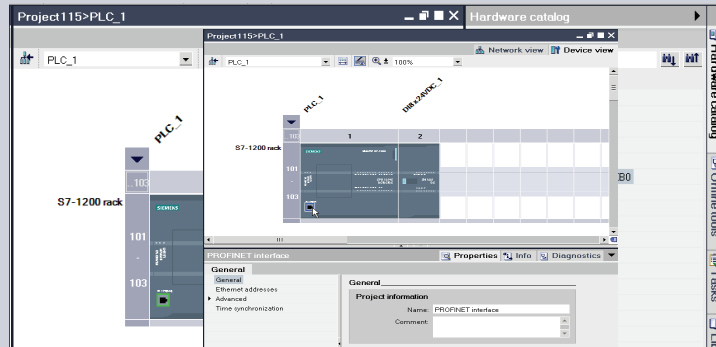 Project115>PLC_1
Hardware catalog
PLC_1
PLC_1
S7-1200 rack
103
SIEMENS
101
103
Project115>PLC_1
Network view
Device view
PLC_1
100%
PLC_1
DI8x24VDC_1
103
1
2
S7-1200 rack
101
103
SIEMENS
PROFINET interface
Properties
Info
Diagnostics
General
General
Ethernet addresses
Advanced
Time synchronization
General
Project information
Name:
PROFINET interface
Comment:
Hardware catalog
Online tools
Tasks